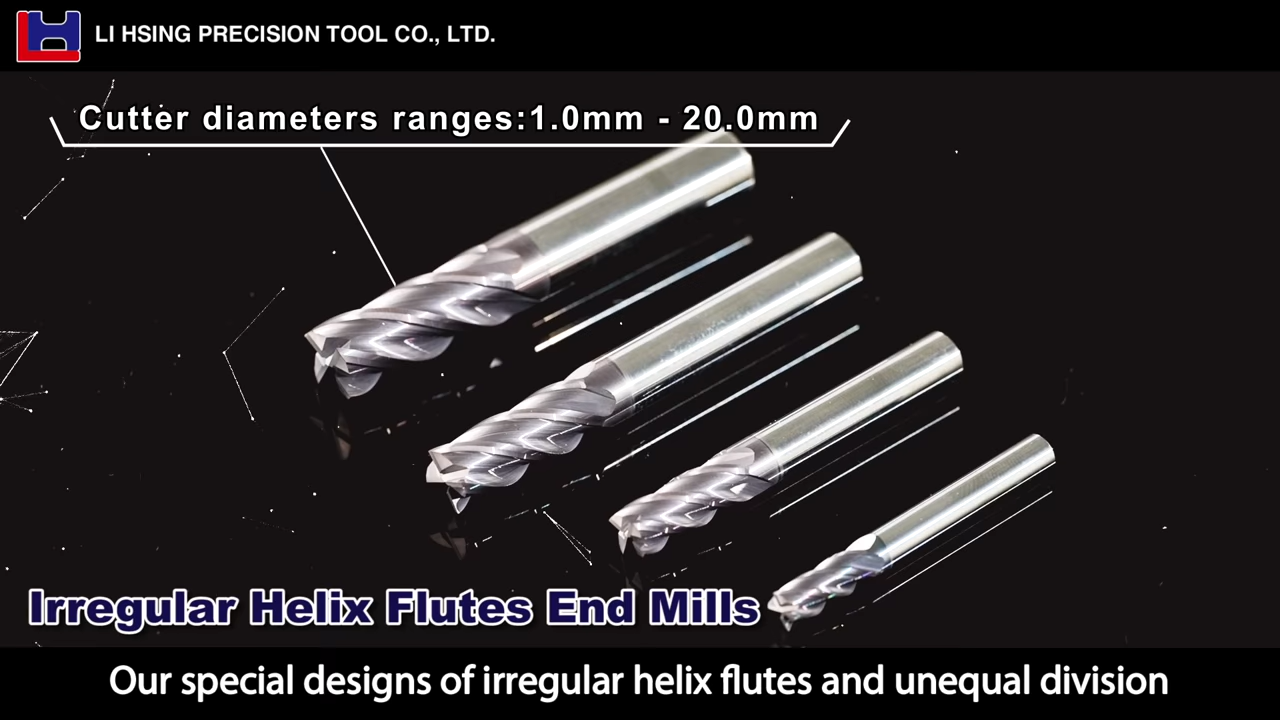 LI HSING PRECISION TOOL CO., LTD.
Cutter diameters ranges:1.0mm - 20.0mm
Irregular Helix Flutes End Mills
Our special designs of irregular helix flutes and unequal division